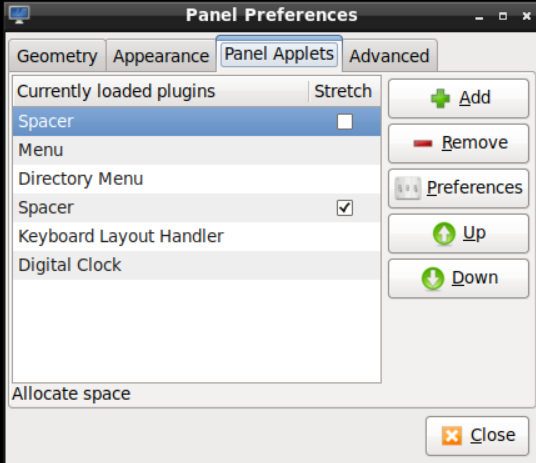 Panel Preferences
Geometry Appearance Panel Applets Advanced
Currently loaded plugins Stretch
Spacer
Menu
Directory Menu
Spacer
Keyboard Layout Handler
Digital Clock
Add
Remove
Preferences
Up
Down
Allocate space
Close